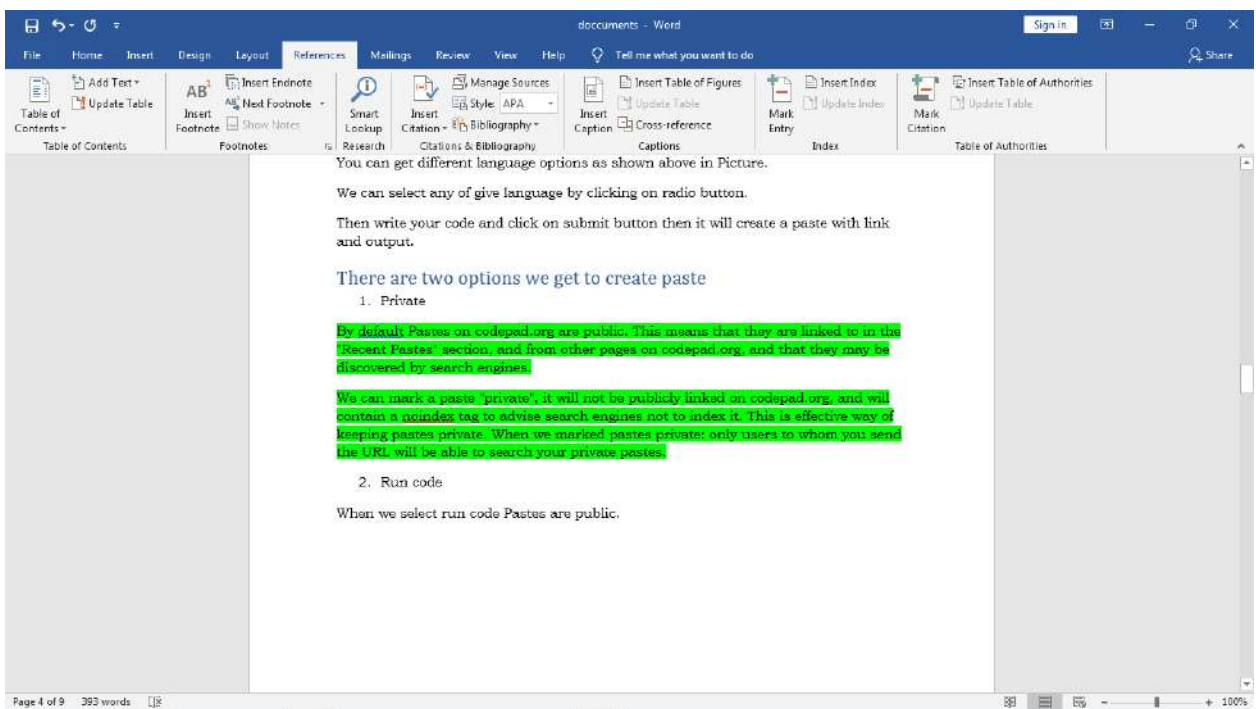 doccuments - Word
Sign in
File Home Insert Design Layout References Mailings Review View Help Tell me what you want to do
Share
Table of Contents
Add Text
Update Table
Table of Contents
AB1
Insert Footnote
Insert Endnote
Next Footnote
Show Notes
Footnotes
Smart Lookup
Research
Insert Citation
Manage Sources
Style: APA
Bibliography
Citations & Bibliography
Insert Caption
Insert Table of Figures
Update Table
Cross-reference
Captions
Mark Entry
Insert Index
Update Index
Index
Mark Citation
Insert Table of Authorities
Update Table
Table of Authorities
You can get different language options as shown above in Picture.
We can select any of give language by clicking on radio button.
Then write your code and click on submit button then it will create a paste with link
and output.
There are two options we get to create paste
1. Private
By default Pastes on codepad.org are public. This means that they are linked to in the
"Recent Pastes" section, and from other pages on codepad.org, and that they may be
discovered by search engines.
We can mark a paste "private", it will not be publicly linked on codepad.org, and will
contain a noindex tag to advise search engines not to index it. This is effective way of
keeping pastes private. When we marked pastes private; only users to whom you send
the URL will be able to search your private pastes.
2. Run code
When we select run code Pastes are public.
Page 4 of 9 393 words
100%